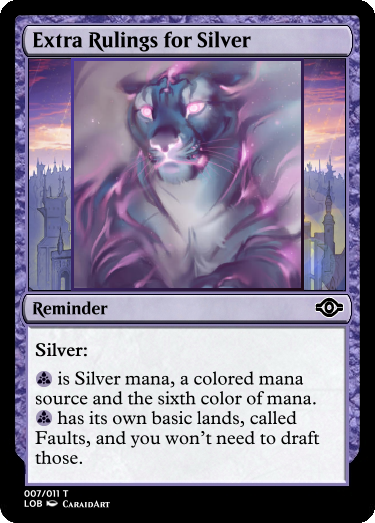 Extra Rulings for Silver
Reminder
Silver:
is Silver mana, a colored mana
source and the sixth color of mana.
has its own basic lands, called
Faults, and you won't need to draft
those.
007/011 T
LOB CaraidArt